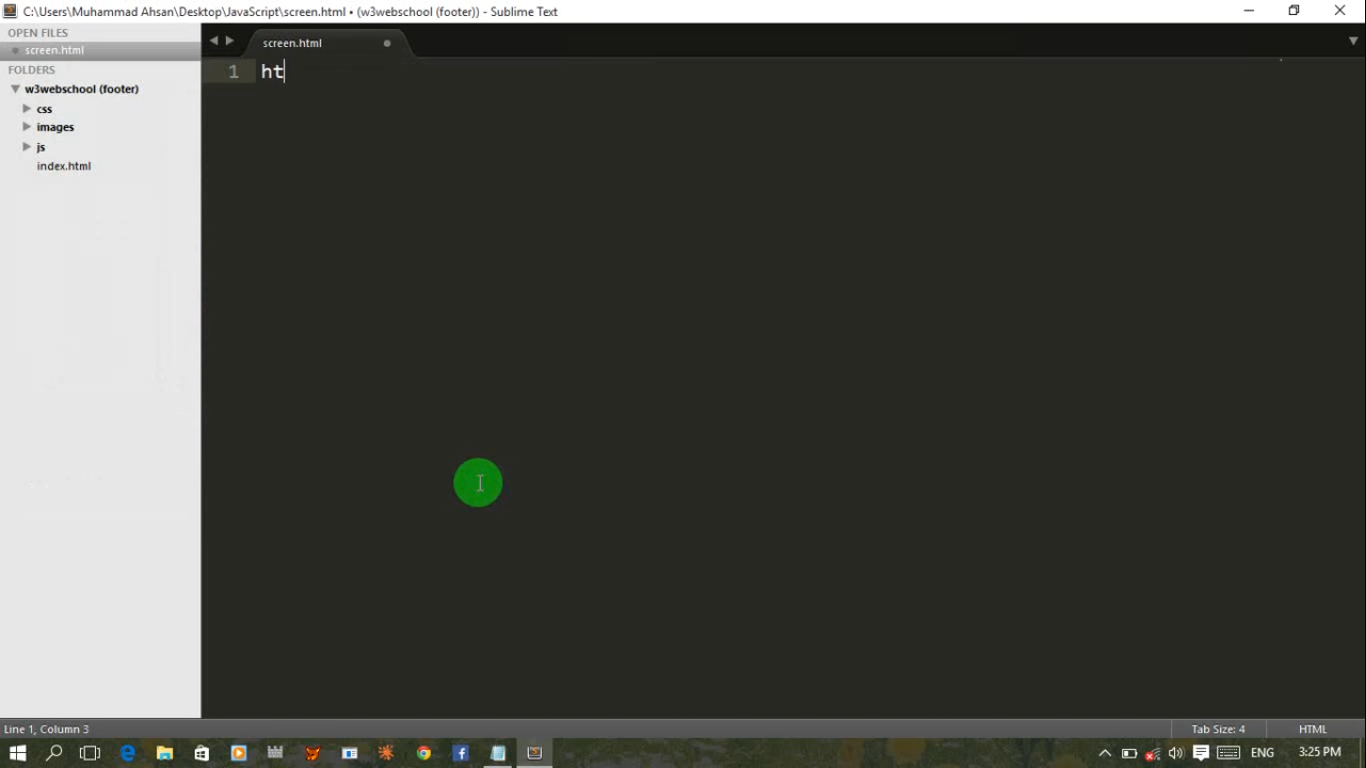 C:\Users\Muhammad Ahsan\Desktop\JavaScript\screen.html • (w3webschool (footer)) - Sublime Text
OPEN FILES
screen.html
FOLDERS
w3webschool (footer)
css
images
js
index.html
screen.html
1 ht
Line 1, Column 3
Tab Size: 4
HTML
ENG
3:25 PM